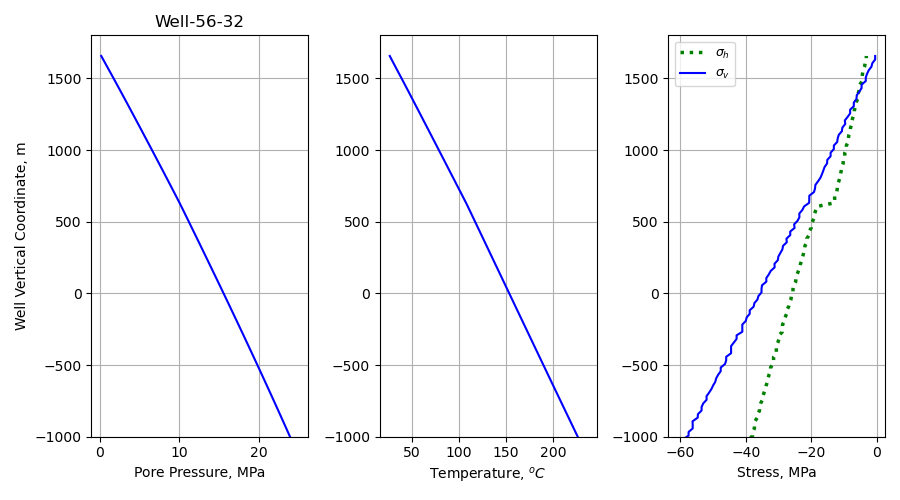 Well-56-32
Well Vertical Coordinate, m
1500
1000
500
0
−500
−1000
0 10 20
Pore Pressure, MPa
1500
1000
500
0
−500
−1000
50 100 150 200
Temperature, °C
σh
σv
1500
1000
500
0
−500
−1000
−60 −40 −20 0
Stress, MPa